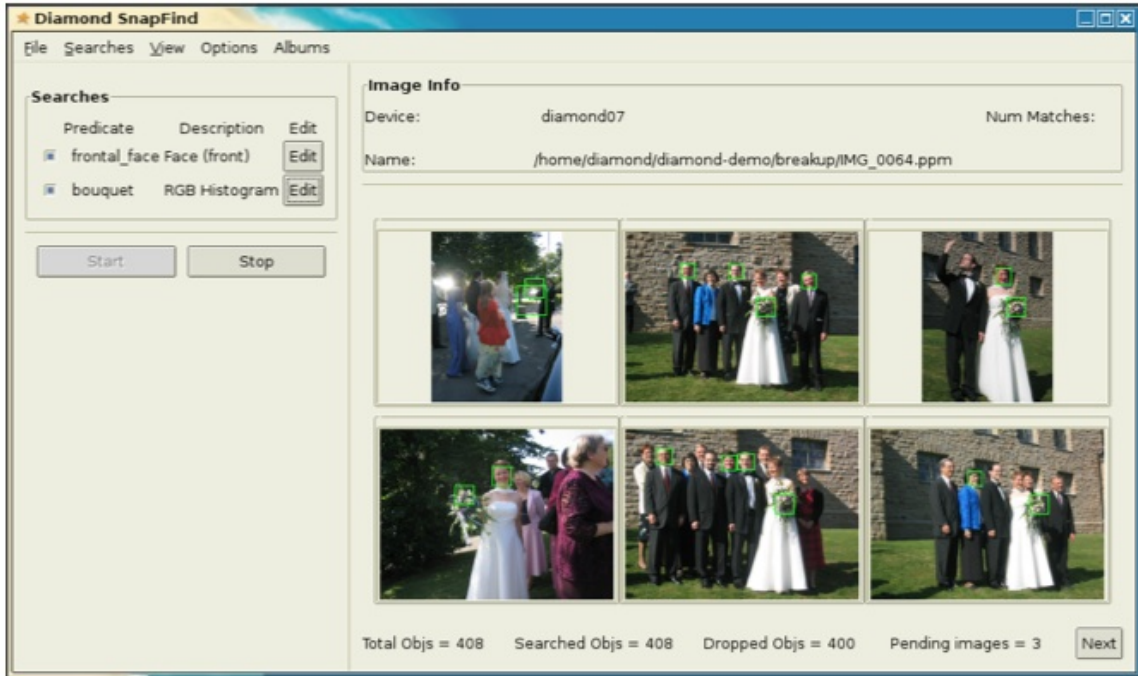 Diamond SnapFind
File Searches View Options Albums
Searches
Predicate Description Edit
frontal_face Face (front) Edit
bouquet RGB Histogram Edit
Start Stop
Image Info
Device: diamond07 Num Matches:
Name: /home/diamond/diamond-demo/breakup/IMG_0064.ppm
Total Objs = 408 Searched Objs = 408 Dropped Objs = 400 Pending images = 3 Next